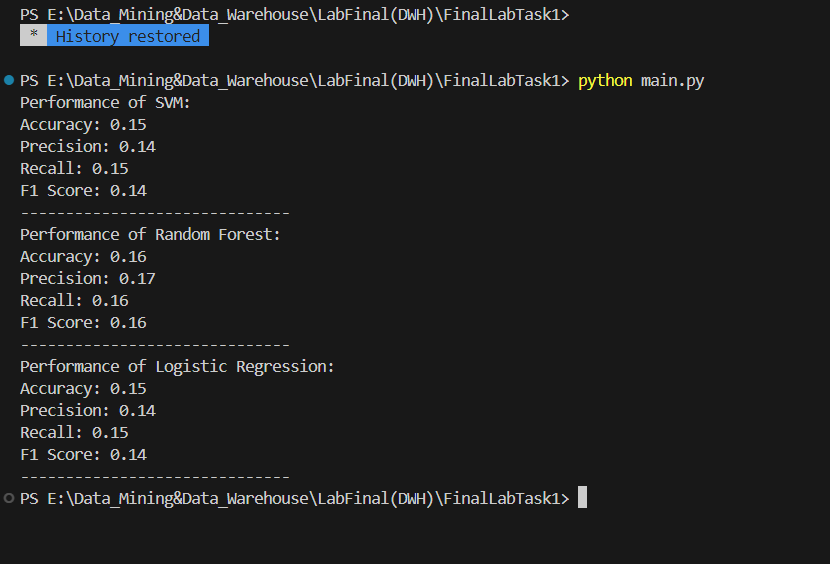 PS E:\Data_Mining&Data_Warehouse\LabFinal(DWH)\FinalLabTask1>
* History restored
PS E:\Data_Mining&Data_Warehouse\LabFinal(DWH)\FinalLabTask1> python main.py
Performance of SVM:
Accuracy: 0.15
Precision: 0.14
Recall: 0.15
F1 Score: 0.14
------------------------------
Performance of Random Forest:
Accuracy: 0.16
Precision: 0.17
Recall: 0.16
F1 Score: 0.16
------------------------------
Performance of Logistic Regression:
Accuracy: 0.15
Precision: 0.14
Recall: 0.15
F1 Score: 0.14
------------------------------
PS E:\Data_Mining&Data_Warehouse\LabFinal(DWH)\FinalLabTask1>